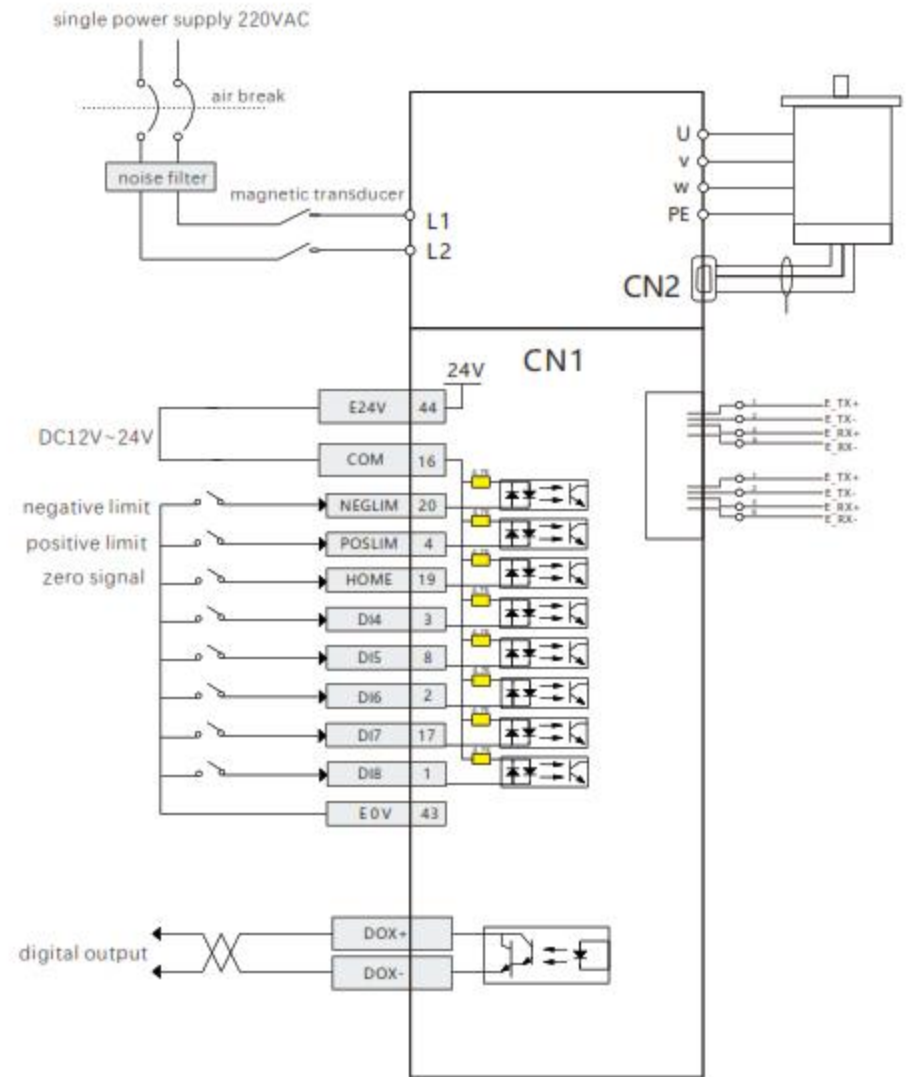 single power supply 220VAC
air break
noise filter
magnetic transducer
L1
L2
U
V
W
PE
CN2
CN1
24V
E24V 44
DC12V~24V
COM 16
negative limit NEGLIM 20
positive limit POSLIM 4
zero signal HOME 19
DI4 3
DI5 8
DI6 2
DI7 17
DI8 1
E0V 43
E_TX+
E_TX-
E_RX+
E_RX-
E_TX+
E_TX-
E_RX+
E_RX-
digital output
DOX+
DOX-